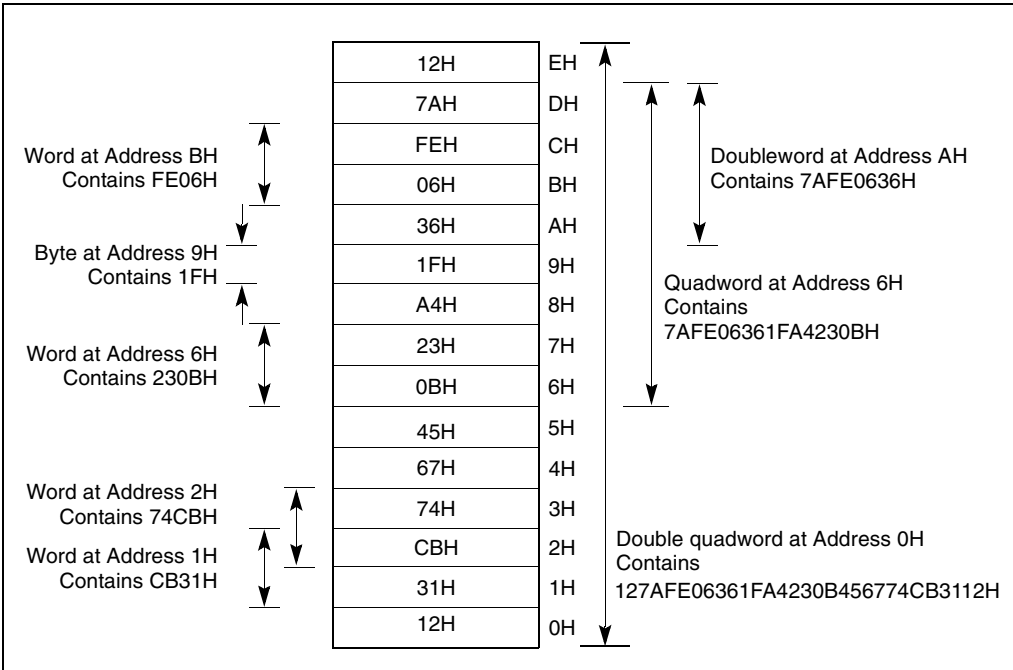 12H EH
7AH DH
FEH CH
06H BH
36H AH
1FH 9H
A4H 8H
23H 7H
0BH 6H
45H 5H
67H 4H
74H 3H
CBH 2H
31H 1H
12H 0H
Word at Address BH
Contains FE06H
Byte at Address 9H
Contains 1FH
Word at Address 6H
Contains 230BH
Word at Address 2H
Contains 74CBH
Word at Address 1H
Contains CB31H
Doubleword at Address AH
Contains 7AFE0636H
Quadword at Address 6H
Contains
7AFE06361FA4230BH
Double quadword at Address 0H
Contains
127AFE06361FA4230B456774CB3112H